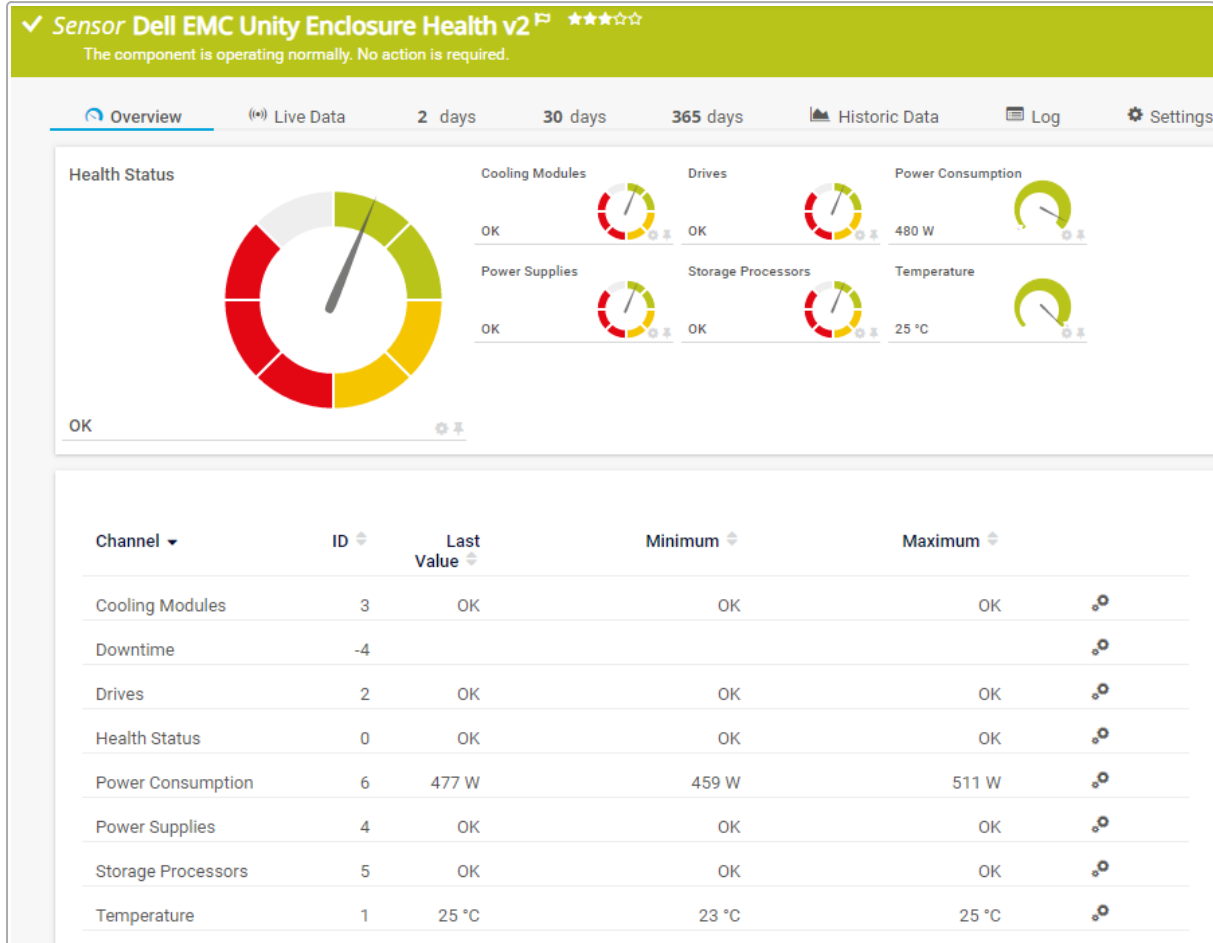 Sensor Dell EMC Unity Enclosure Health v2
The component is operating normally. No action is required.
Overview Live Data 2 days 30 days 365 days Historic Data Log Settings
Health Status
OK
Cooling Modules
OK
Drives
OK
Power Consumption
480 W
Power Supplies
OK
Storage Processors
OK
Temperature
25 °C
Channel ID Last Value Minimum Maximum
Cooling Modules 3 OK OK OK
Downtime -4
Drives 2 OK OK OK
Health Status 0 OK OK OK
Power Consumption 6 477 W 459 W 511 W
Power Supplies 4 OK OK OK
Storage Processors 5 OK OK OK
Temperature 1 25 °C 23 °C 25 °C